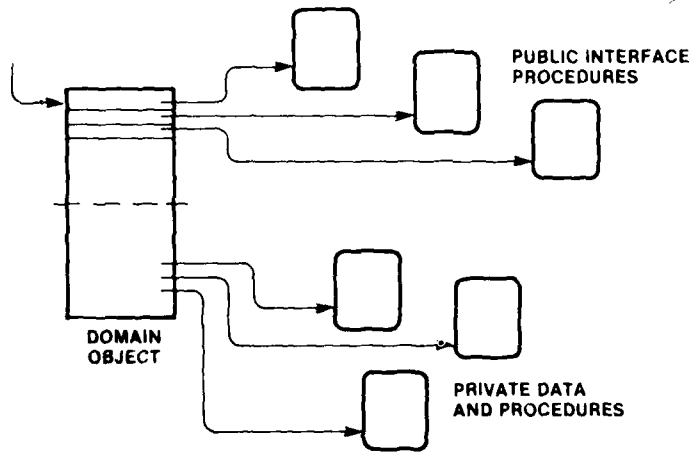 PUBLIC INTERFACE
PROCEDURES
DOMAIN
OBJECT
PRIVATE DATA
AND PROCEDURES